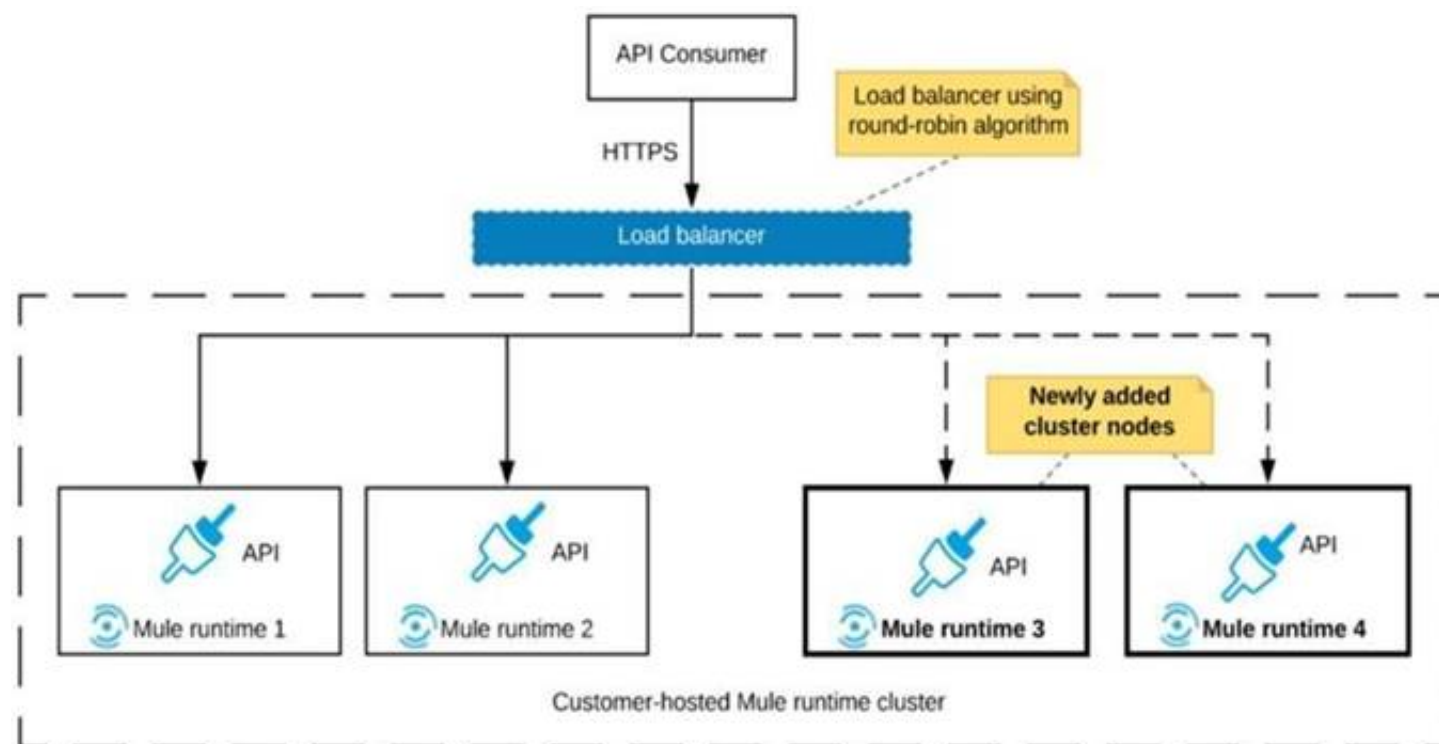 API Consumer
Load balancer using
round-robin algorithm
HTTPS
Load balancer
Newly added
cluster nodes
API
API
API
API
Mule runtime 1
Mule runtime 2
Mule runtime 3
Mule runtime 4
Customer-hosted Mule runtime cluster